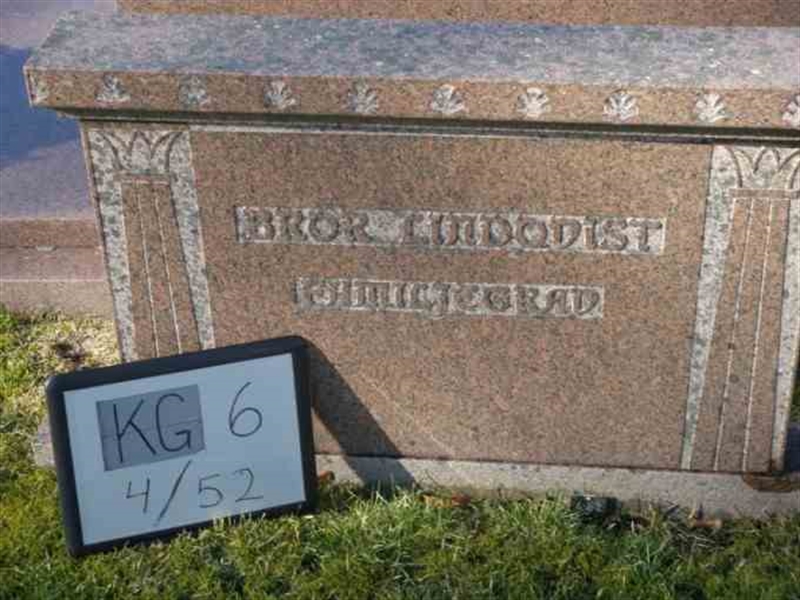 BROR LINDQVIST
FAMILJEGRAV
KG 6
4/52